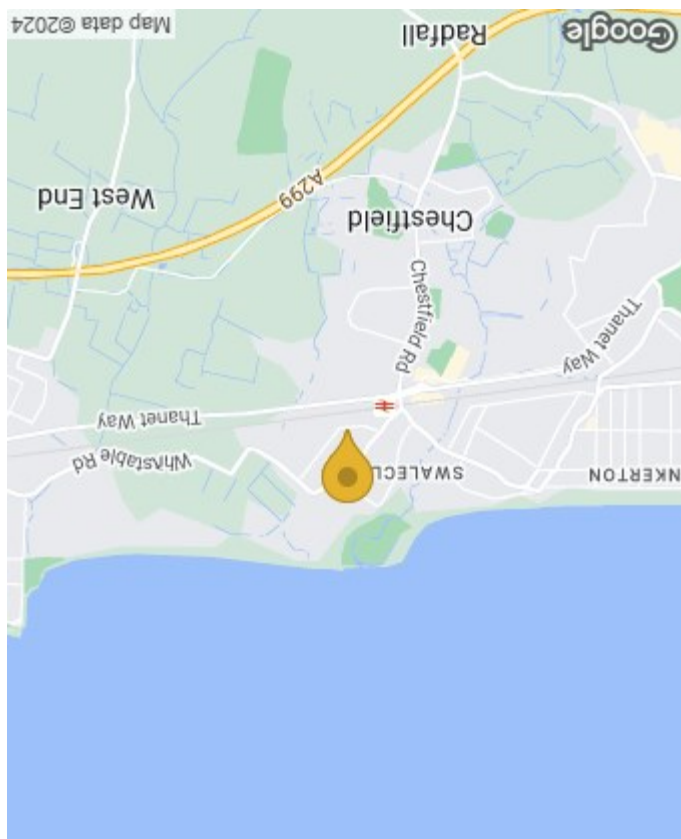 NKERTON
SWALECL
Whitstable Rd
Thanet Way
Thanet Way
Chestfield Rd
Chestfield
West End
A299
Radfall
Google
Map data ©2024